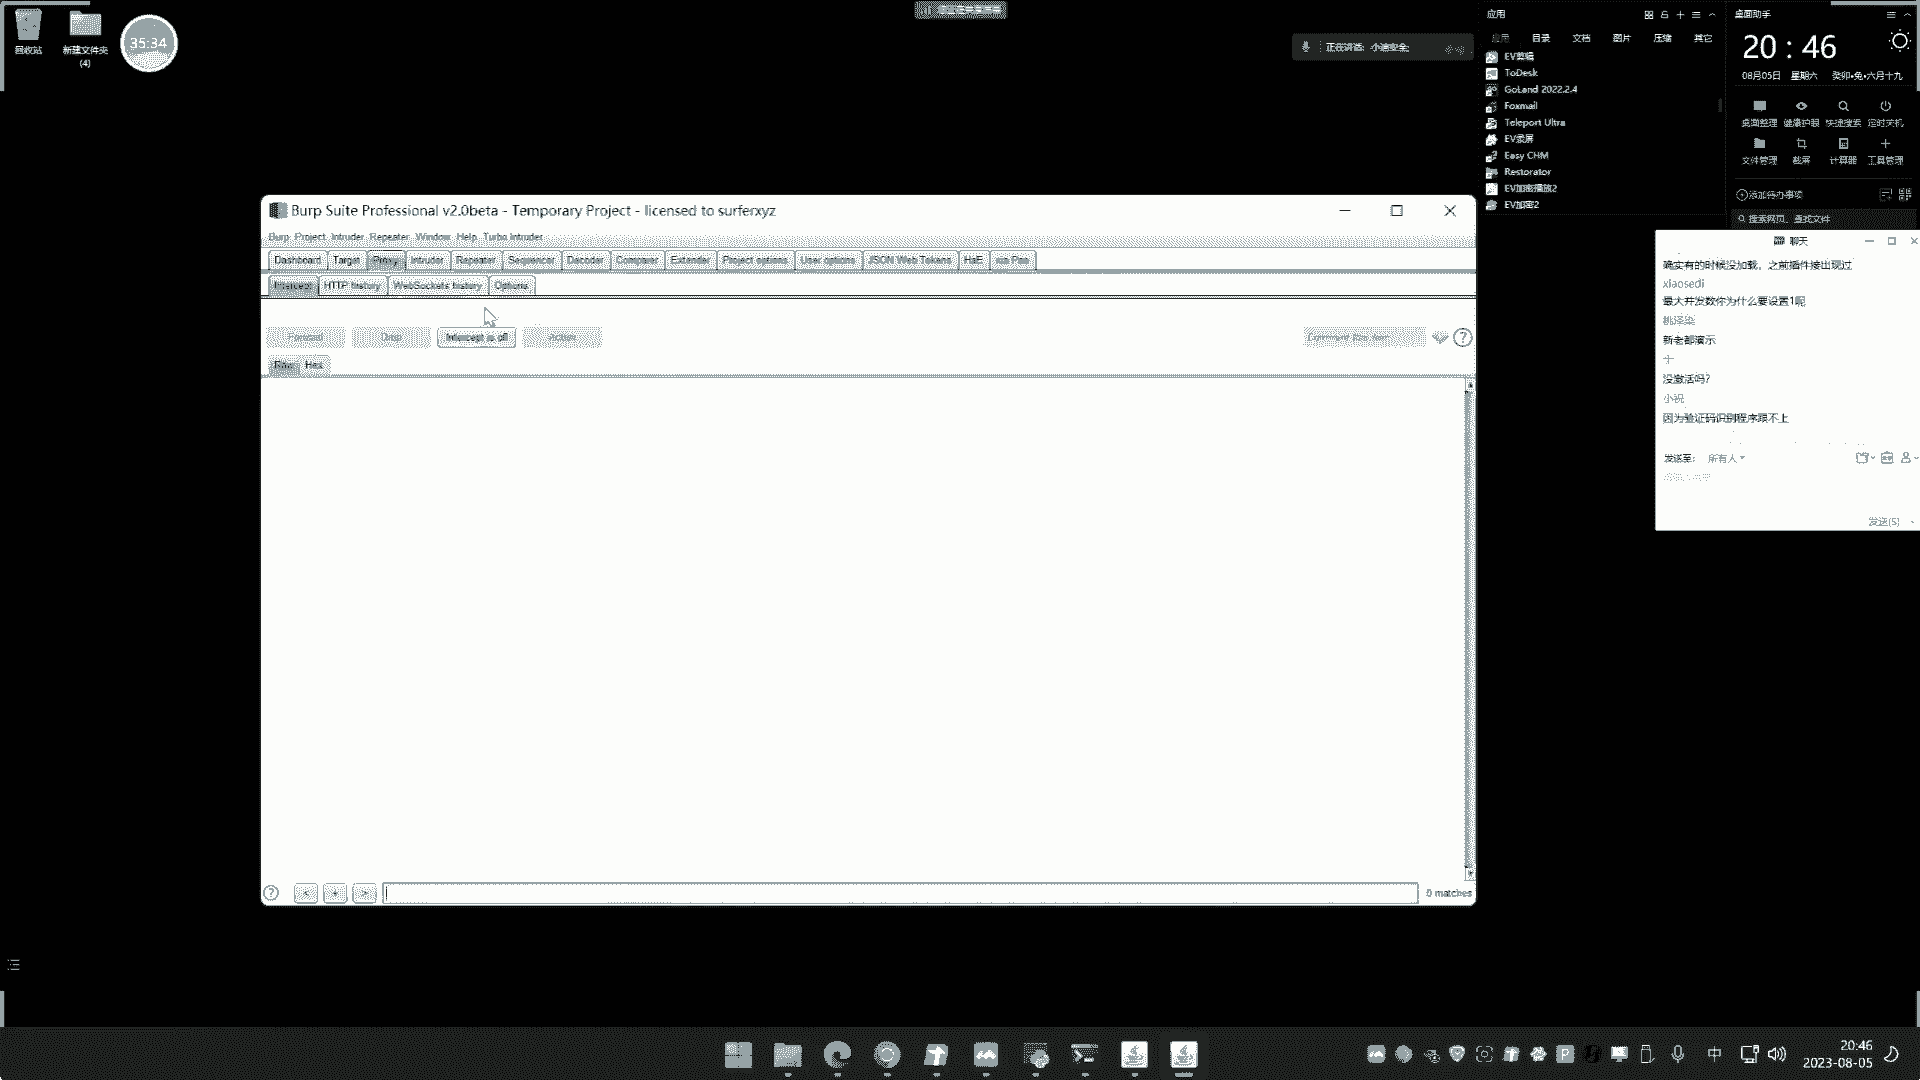 回收站
新建文件夹
(4)
35:34
正在讲话:
应用
桌面助手
应用 目录 文档 图片 压缩 其它
EV剪辑
ToDesk
GoLand 2022.2.4
Foxmail
Teleport Ultra
EV录屏
Easy CHM
Restorator
EV加密播放2
EV加密2
20 : 46
08月05日 星期六 癸卯•兔•六月十九
桌面整理 健康护眼 快速搜索 定时关机
文件管理 截屏 计算器 工具管理
添加待办事项
搜索网页、查找文件
Burp Suite Professional v2.0beta - Temporary Project - licensed to surferxyz
Burp Project Intruder Repeater Window Help Turbo Intruder
Dashboard Target Proxy Intruder Repeater Sequencer Decoder Comparer Extender Project options User options JSON Web Tokens HaE
Intercept HTTP history WebSockets history Options
Forward Drop Intercept is off Action
Comment this item
Raw Hex
0 matches
聊天
确实有的时候没加载，之前插件接出现过
xiaosedi
最大并发数你为什么要设置1呢
新老都演示
十
没激活吗?
小祝
因为验证码识别程序跟不上
发送至: 所有人
发送(S)
中
20:46
2023-08-05